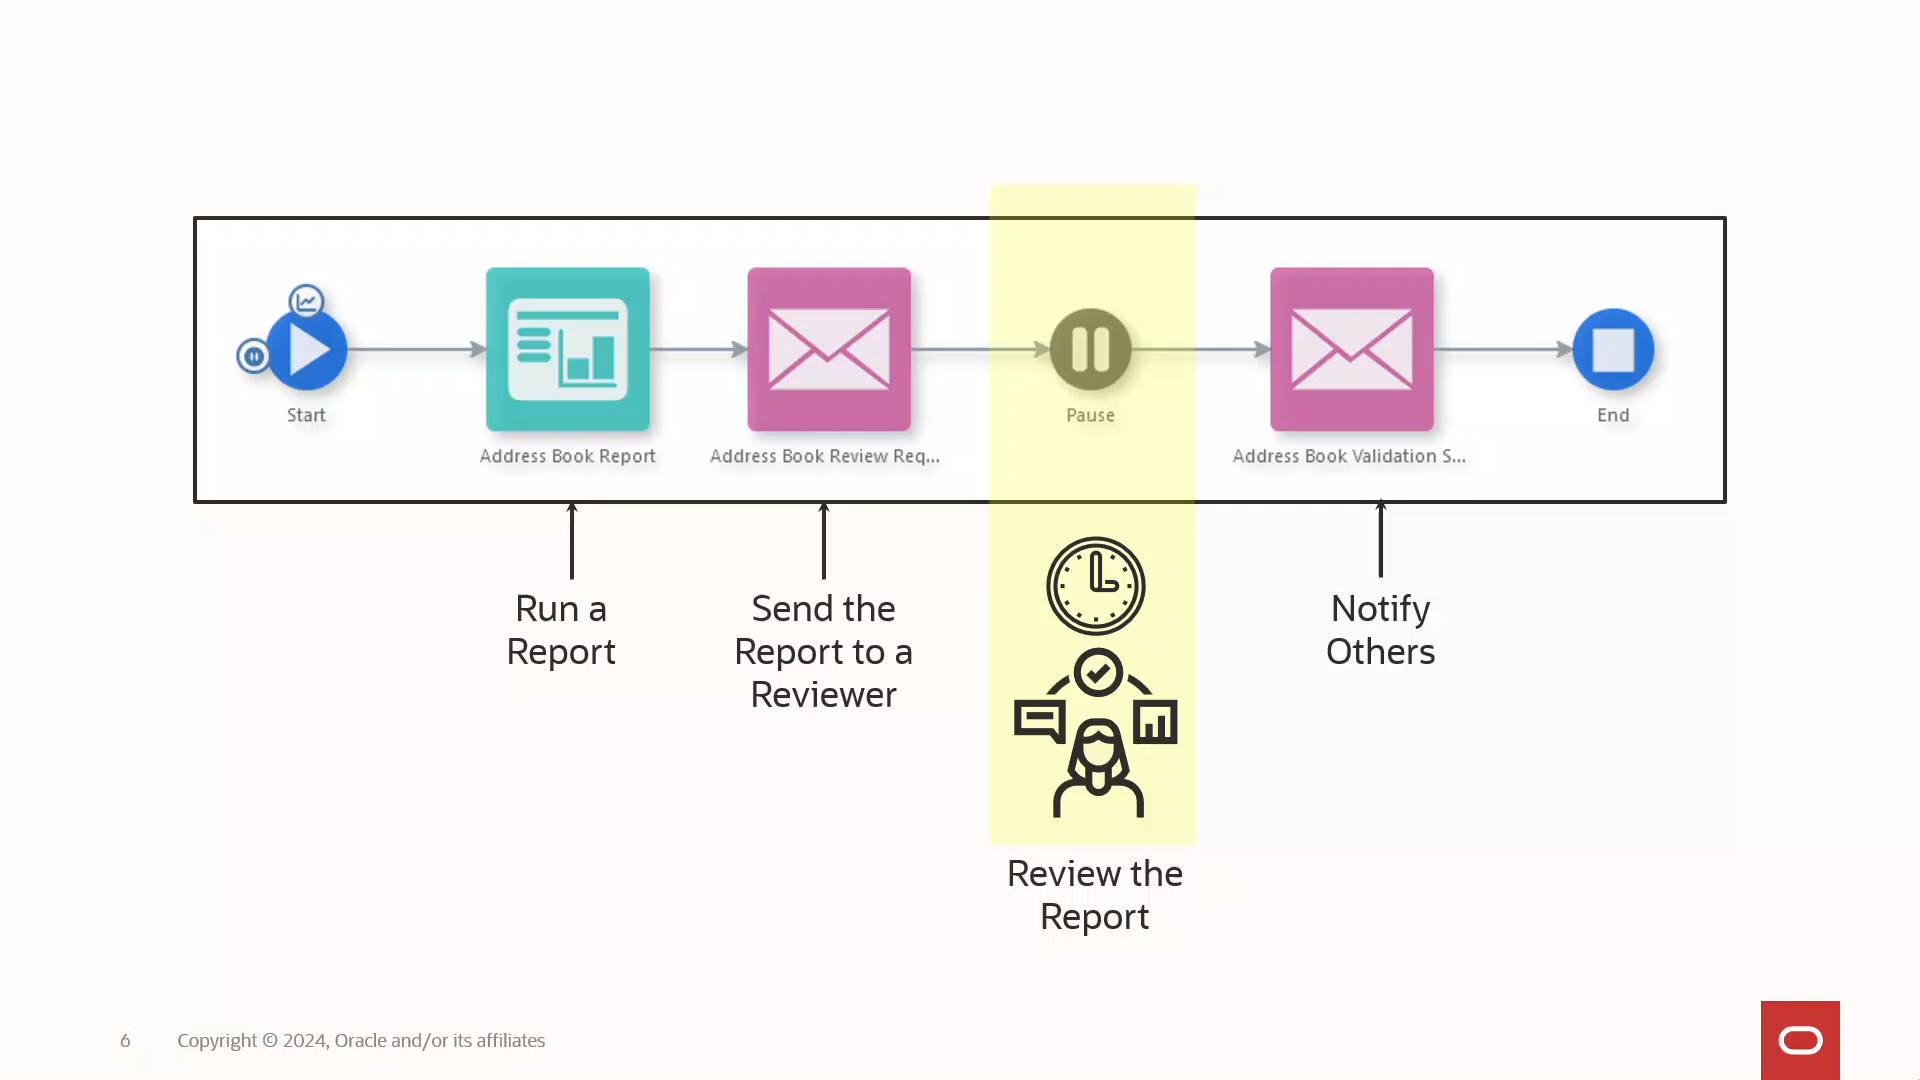 Start
Address Book Report
Address Book Review Req...
Pause
Address Book Validation S...
End
Run a
Report
Send the
Report to a
Reviewer
Notify
Others
Review the
Report
6
Copyright © 2024, Oracle and/or its affiliates